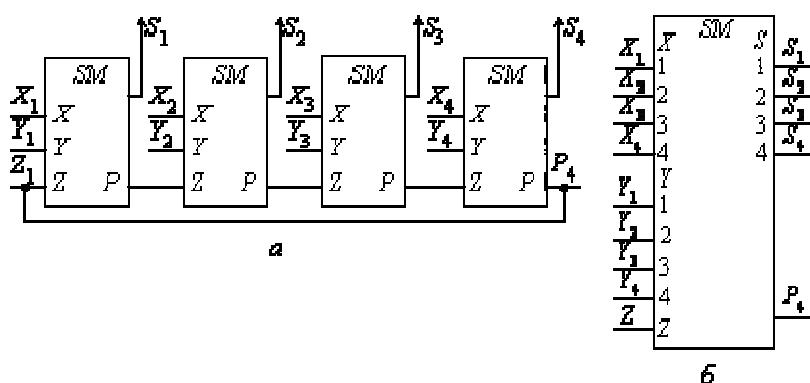 S₁ S₂ S₃ S₄
SM SM SM SM
X₁ X X₂ X X₃ X X₄ X
Y₁ Y Y₂ Y Y₃ Y Y₄ Y
Z₁ Z P Z P Z P Z P P₄
а
SM
X S
X₁ 1 1 S₁
X₂ 2 2 S₂
X₃ 3 3 S₃
X₄ 4 4 S₄
Y
Y₁ 1
Y₂ 2
Y₃ 3
Y₄ 4 P₄
Z Z
б